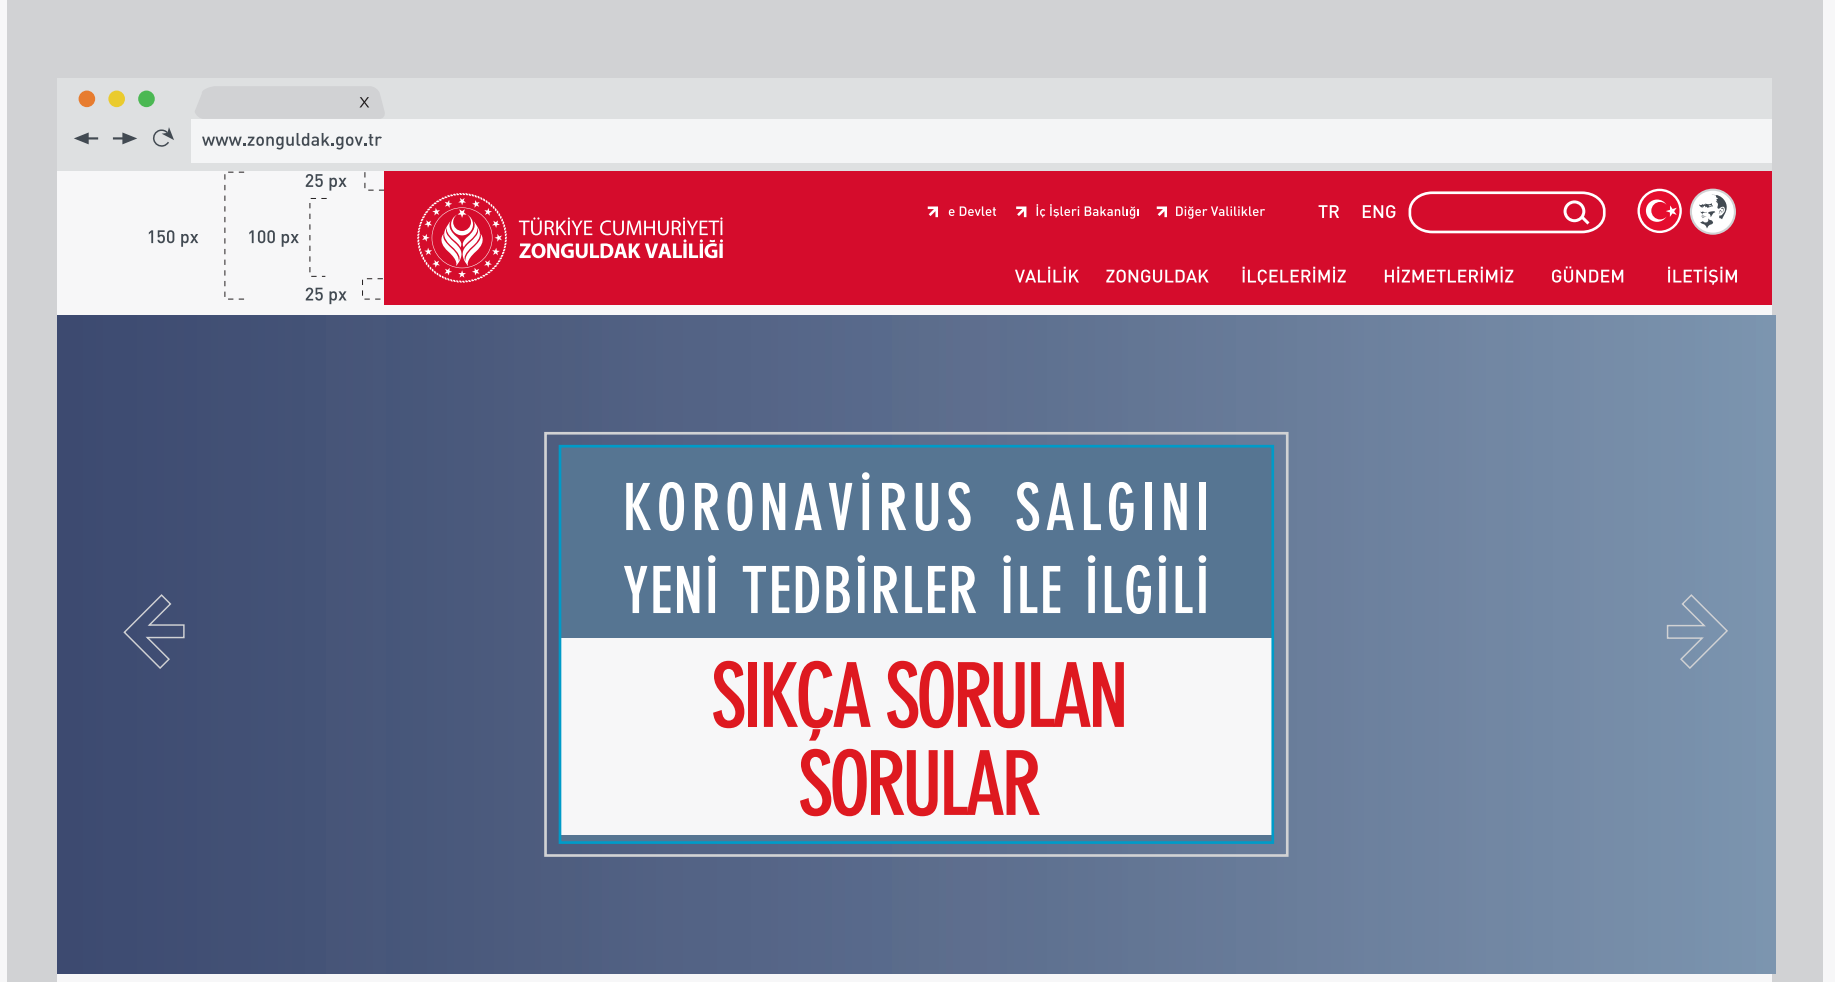 X
www.zonguldak.gov.tr
25 px
150 px
100 px
25 px
TÜRKİYE CUMHURİYETİ
ZONGULDAK VALİLİĞİ
e Devlet İç İşleri Bakanlığı Diğer Valilikler TR ENG
VALİLİK ZONGULDAK İLÇELERİMİZ HİZMETLERİMİZ GÜNDEM İLETİŞİM
KORONAVİRUS SALGINI
YENİ TEDBİRLER İLE İLGİLİ
SIKÇA SORULAN
SORULAR